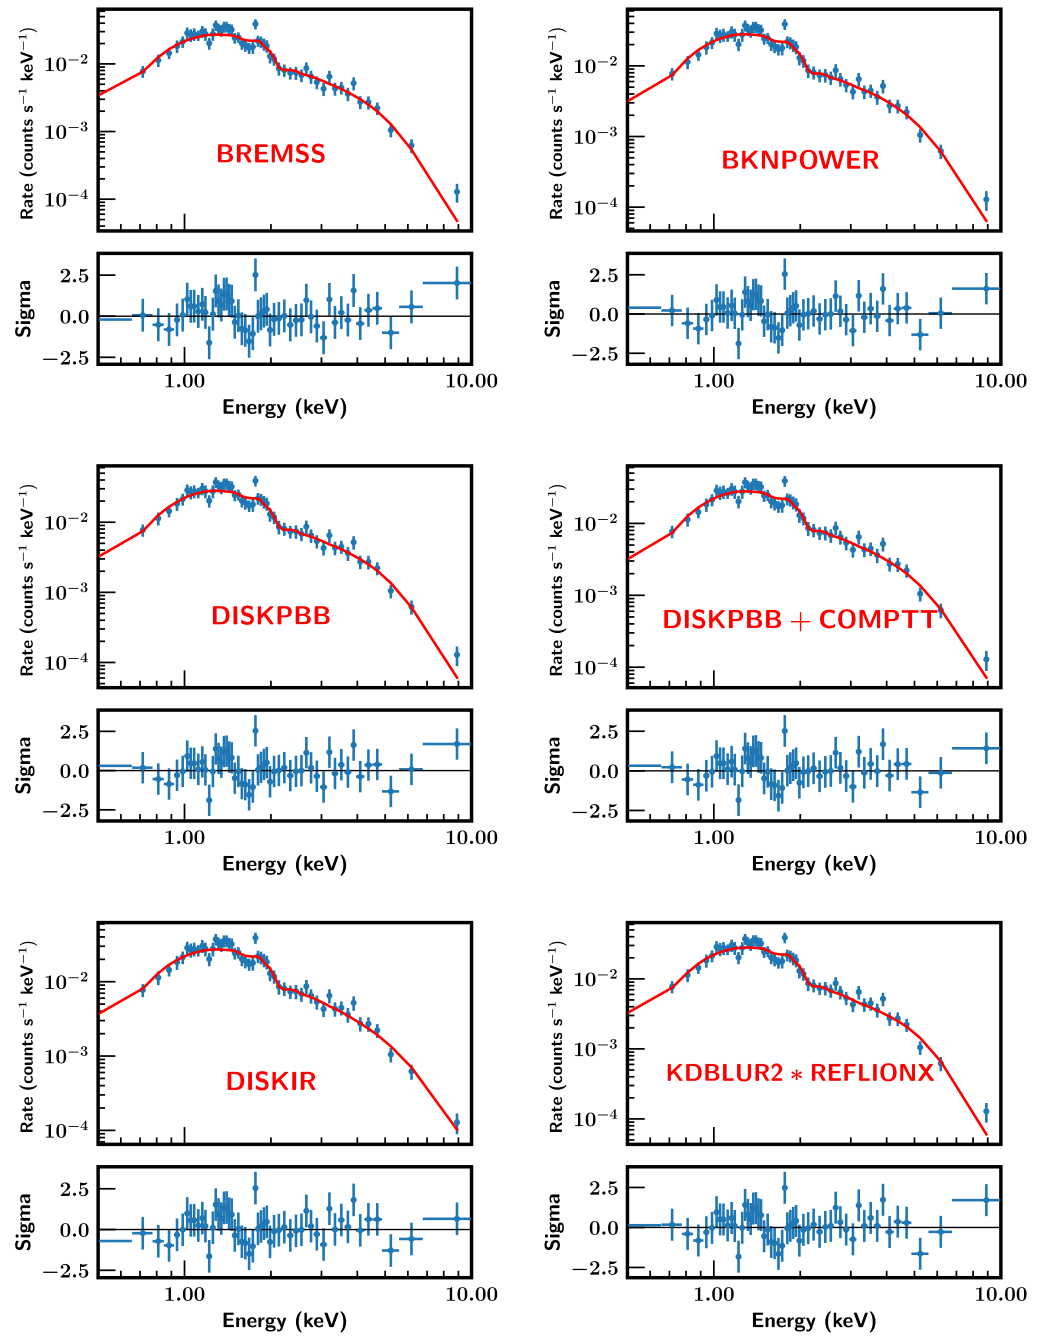 Rate (counts s−1 keV−1)
10−2
10−3
10−4
BREMSS
Sigma
2.5
0.0
−2.5
1.00
10.00
Energy (keV)
Rate (counts s−1 keV−1)
10−2
10−3
10−4
BKNPOWER
Sigma
2.5
0.0
−2.5
1.00
10.00
Energy (keV)
Rate (counts s−1 keV−1)
10−2
10−3
10−4
DISKPBB
Sigma
2.5
0.0
−2.5
1.00
10.00
Energy (keV)
Rate (counts s−1 keV−1)
10−2
10−3
10−4
DISKPBB + COMPTT
Sigma
2.5
0.0
−2.5
1.00
10.00
Energy (keV)
Rate (counts s−1 keV−1)
10−2
10−3
10−4
DISKIR
Sigma
2.5
0.0
−2.5
1.00
10.00
Energy (keV)
Rate (counts s−1 keV−1)
10−2
10−3
10−4
KDBLUR2 * REFLIONX
Sigma
2.5
0.0
−2.5
1.00
10.00
Energy (keV)